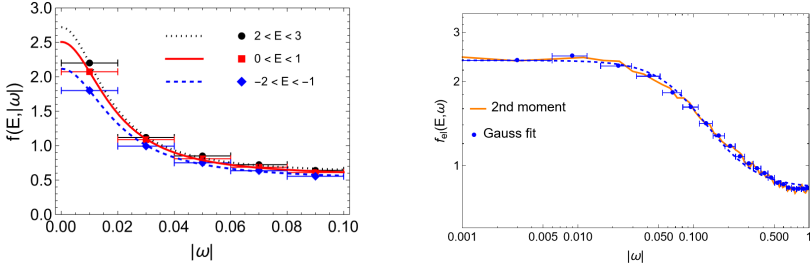 3.0
2.5
2.0
1.5
1.0
0.5
0.0
f(E,|ω|)
2 < E < 3
0 < E < 1
−2 < E < −1
0.00 0.02 0.04 0.06 0.08 0.10
|ω|
3
2
1
f_el(E,ω)
2nd moment
Gauss fit
0.001 0.005 0.010 0.050 0.100 0.500 1
|ω|